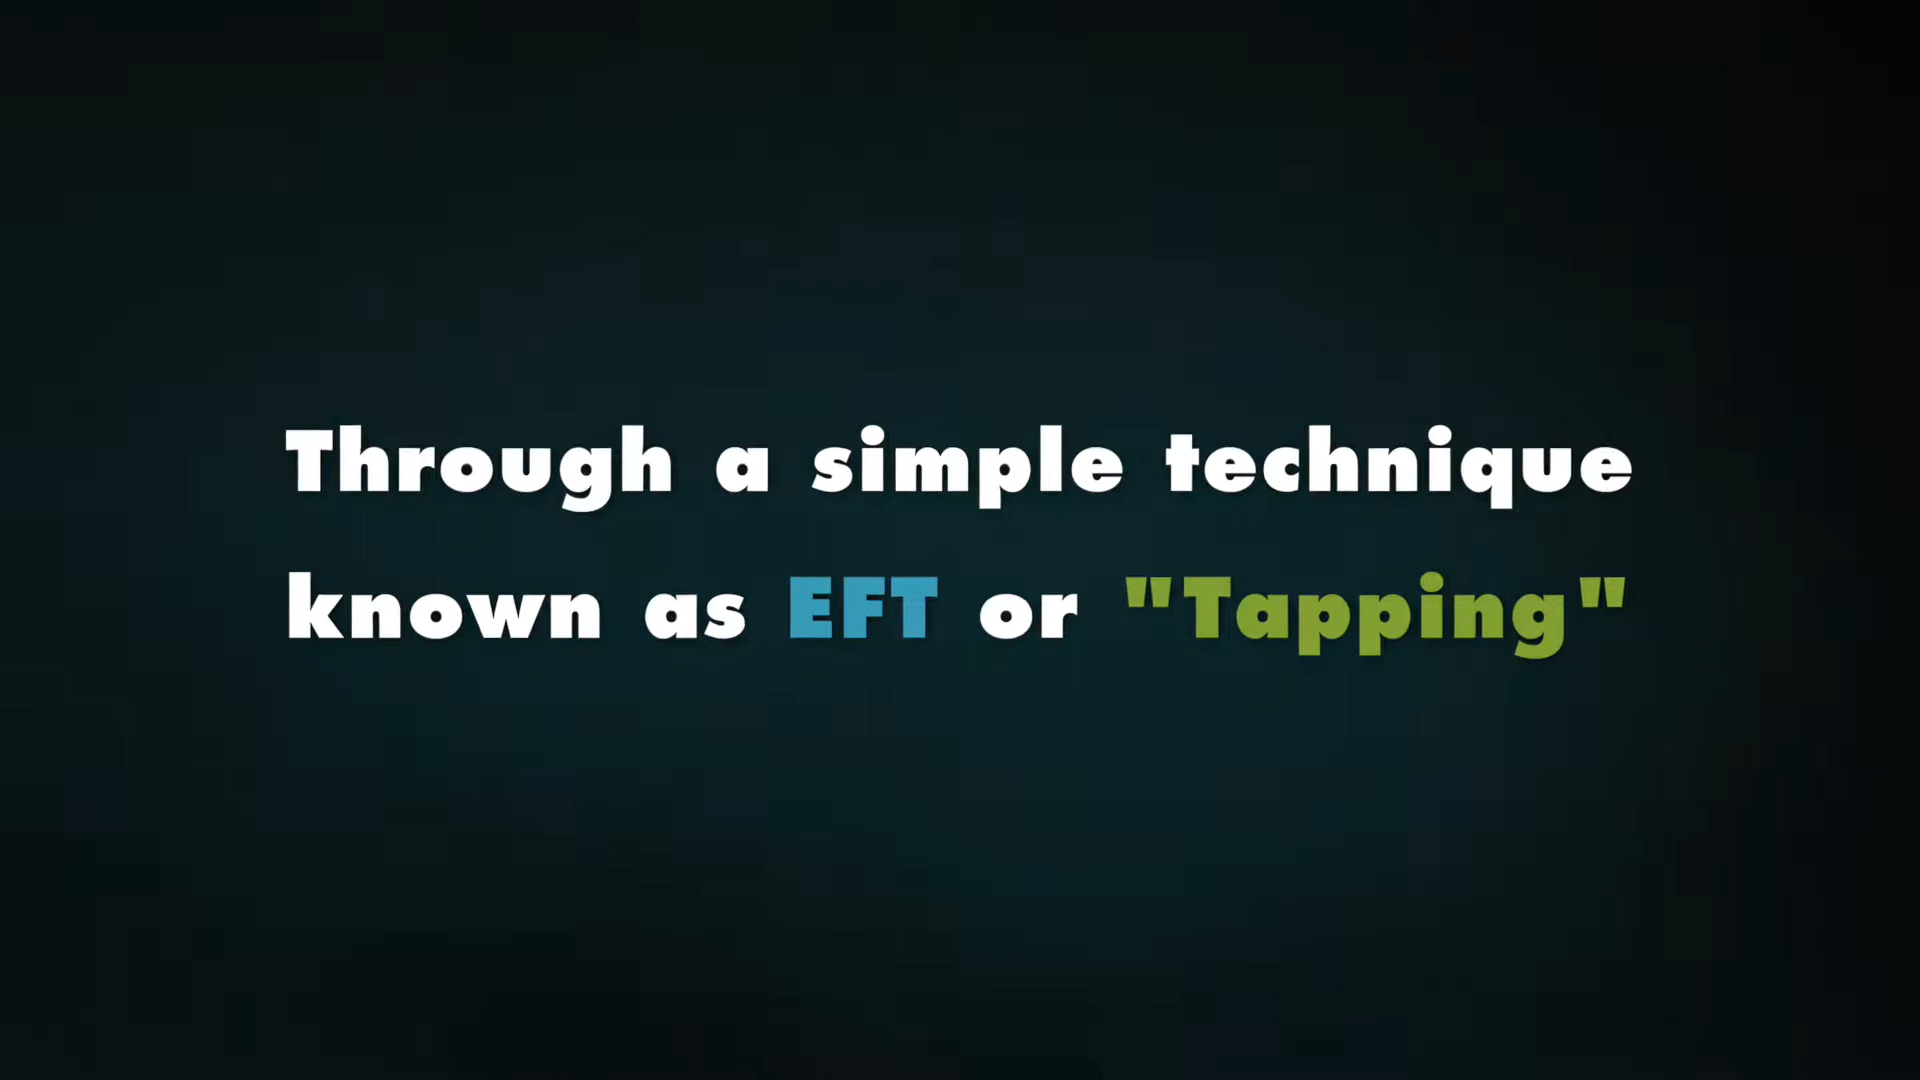 Through a simple technique
known as EFT or "Tapping"